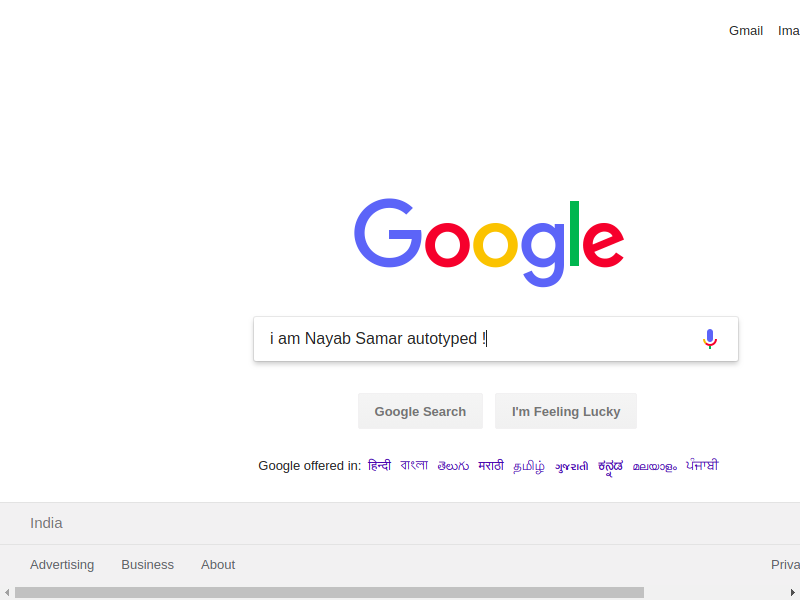 Gmail Ima
Google
i am Nayab Samar autotyped !
Google Search I'm Feeling Lucky
Google offered in: हिन्दी বাংলা తెలుగు मराठी தமிழ் ગુજરાતી ಕನ್ನಡ മലയാളം ਪੰਜਾਬੀ
India
Advertising Business About Priva